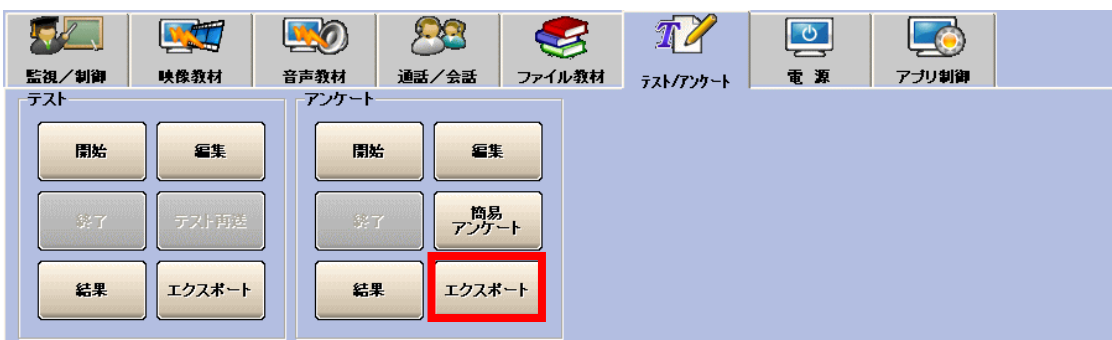 監視／制御
映像教材
音声教材
通話／会話
ファイル教材
テスト/アンケート
電 源
アプリ制御
テスト
開始
編集
終了
テスト再送
結果
エクスポート
アンケート
開始
編集
終了
簡易
アンケート
結果
エクスポート